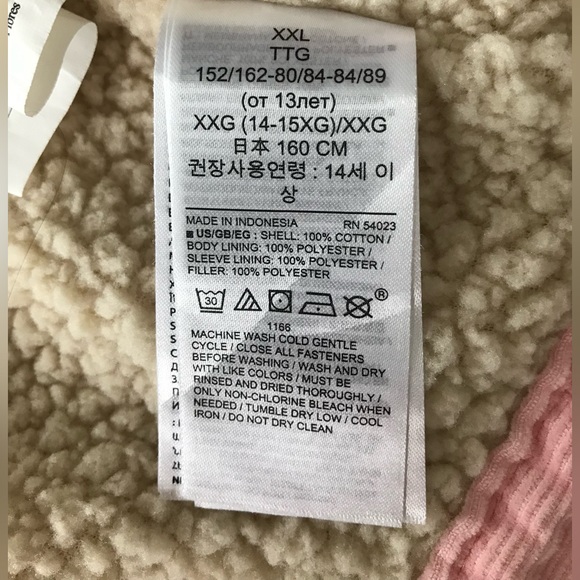 XXL
TTG
152/162-80/84-84/89
(от 13лет)
XXG (14-15XG)/XXG
日本 160 CM
권장사용연령 : 14세 이
상
MADE IN INDONESIA RN 54023
■ US/GB/EG : SHELL: 100% COTTON /
BODY LINING: 100% POLYESTER /
SLEEVE LINING: 100% POLYESTER /
FILLER: 100% POLYESTER
30
®
1166
MACHINE WASH COLD GENTLE
CYCLE / CLOSE ALL FASTENERS
BEFORE WASHING / WASH AND DRY
WITH LIKE COLORS / MUST BE
RINSED AND DRIED THOROUGHLY /
ONLY NON-CHLORINE BLEACH WHEN
NEEDED / TUMBLE DRY LOW / COOL
IRON / DO NOT DRY CLEAN